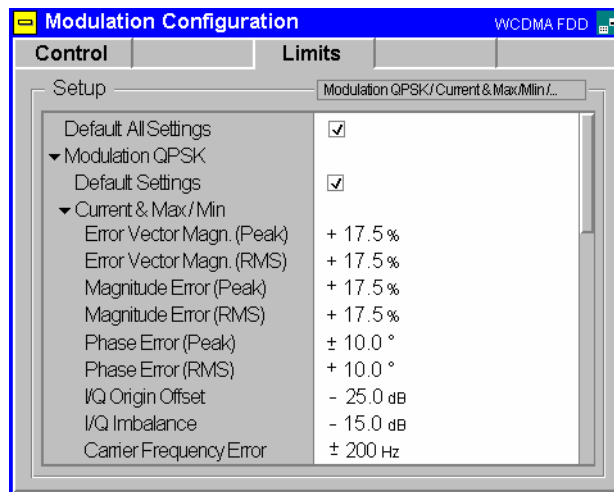 Modulation Configuration WCDMA FDD
Control Limits
Setup Modulation QPSK/Current & Max/Mlin/...
Default All Settings
Modulation QPSK
Default Settings
Current & Max / Min
Error Vector Magn. (Peak) + 17.5 %
Error Vector Magn. (RMS) + 17.5 %
Magnitude Error (Peak) + 17.5 %
Magnitude Error (RMS) + 17.5 %
Phase Error (Peak) ± 10.0 °
Phase Error (RMS) + 10.0 °
I/Q Origin Offset - 25.0 dB
I/Q Imbalance - 15.0 dB
Carrier Frequency Error ± 200 Hz